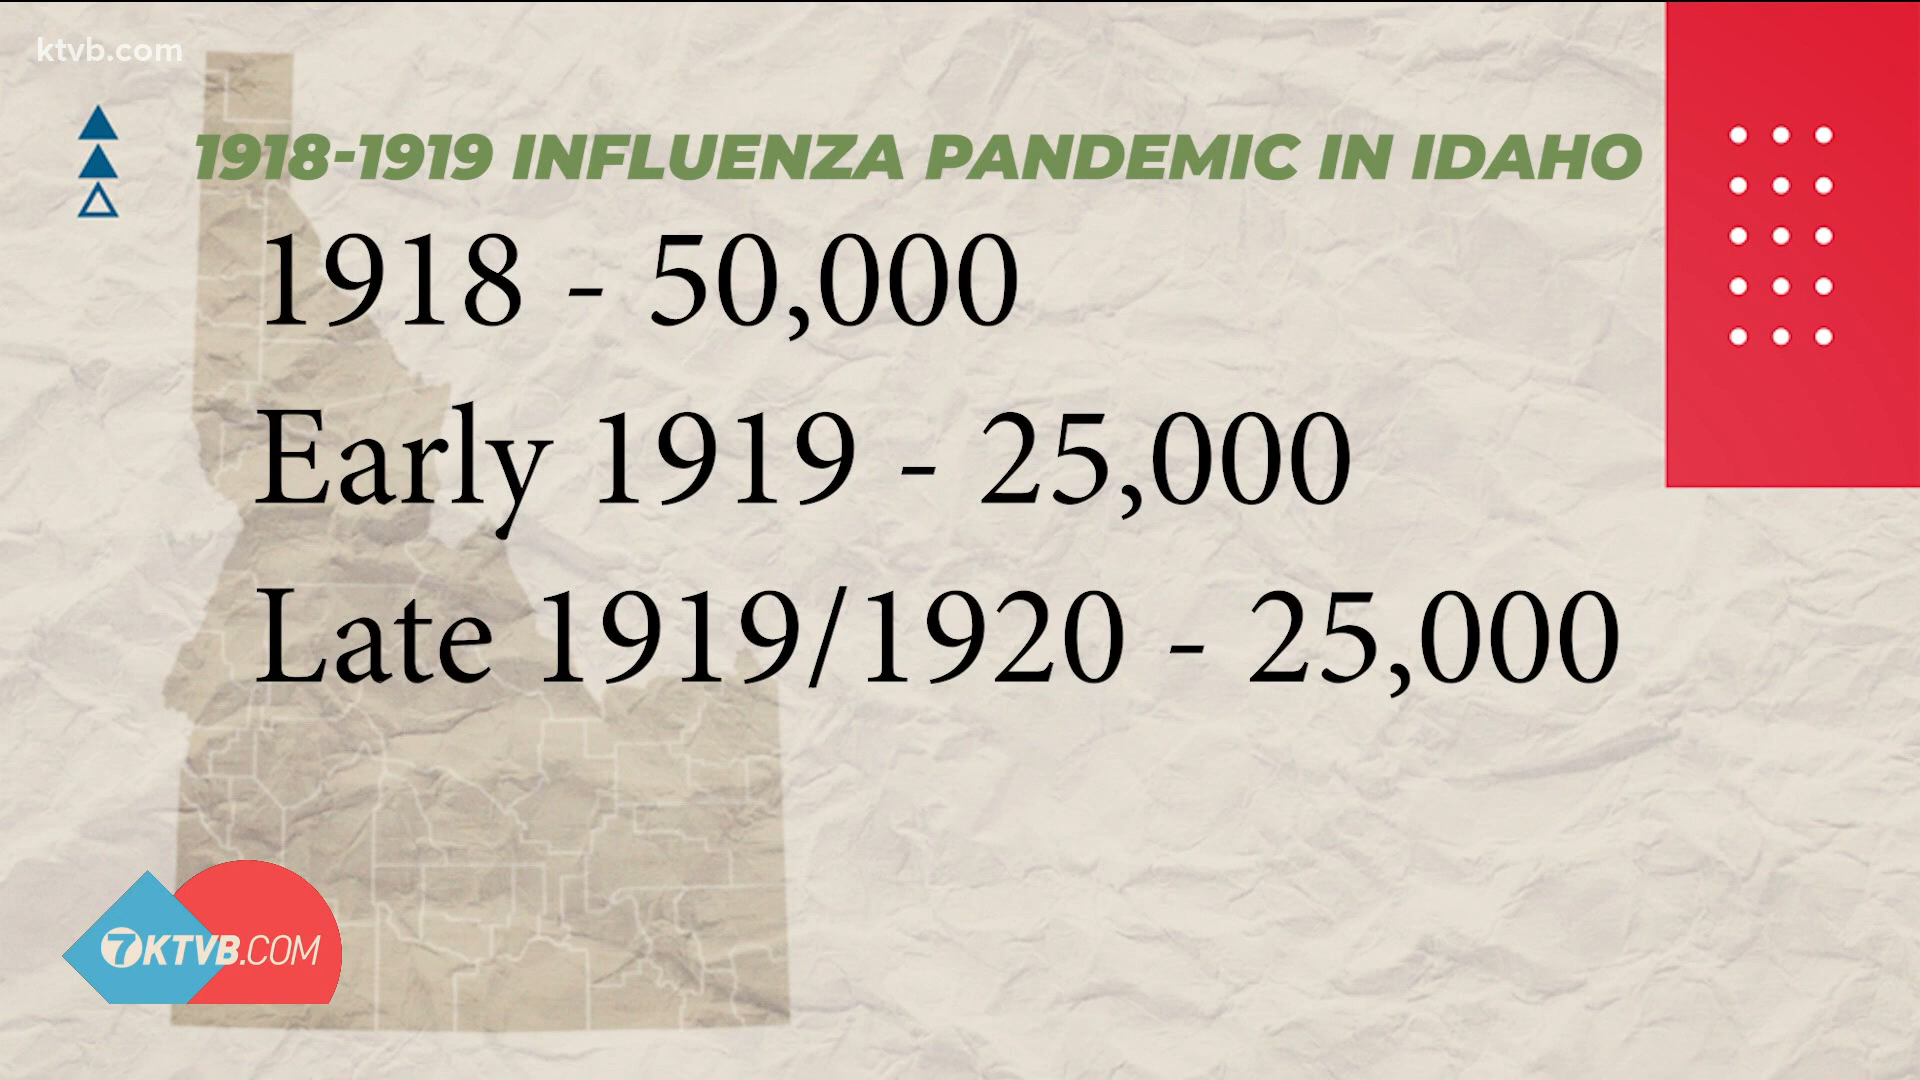 ktvb.com
1918-1919 INFLUENZA PANDEMIC IN IDAHO
1918 - 50,000
Early 1919 - 25,000
Late 1919/1920 - 25,000
7KTVB.COM